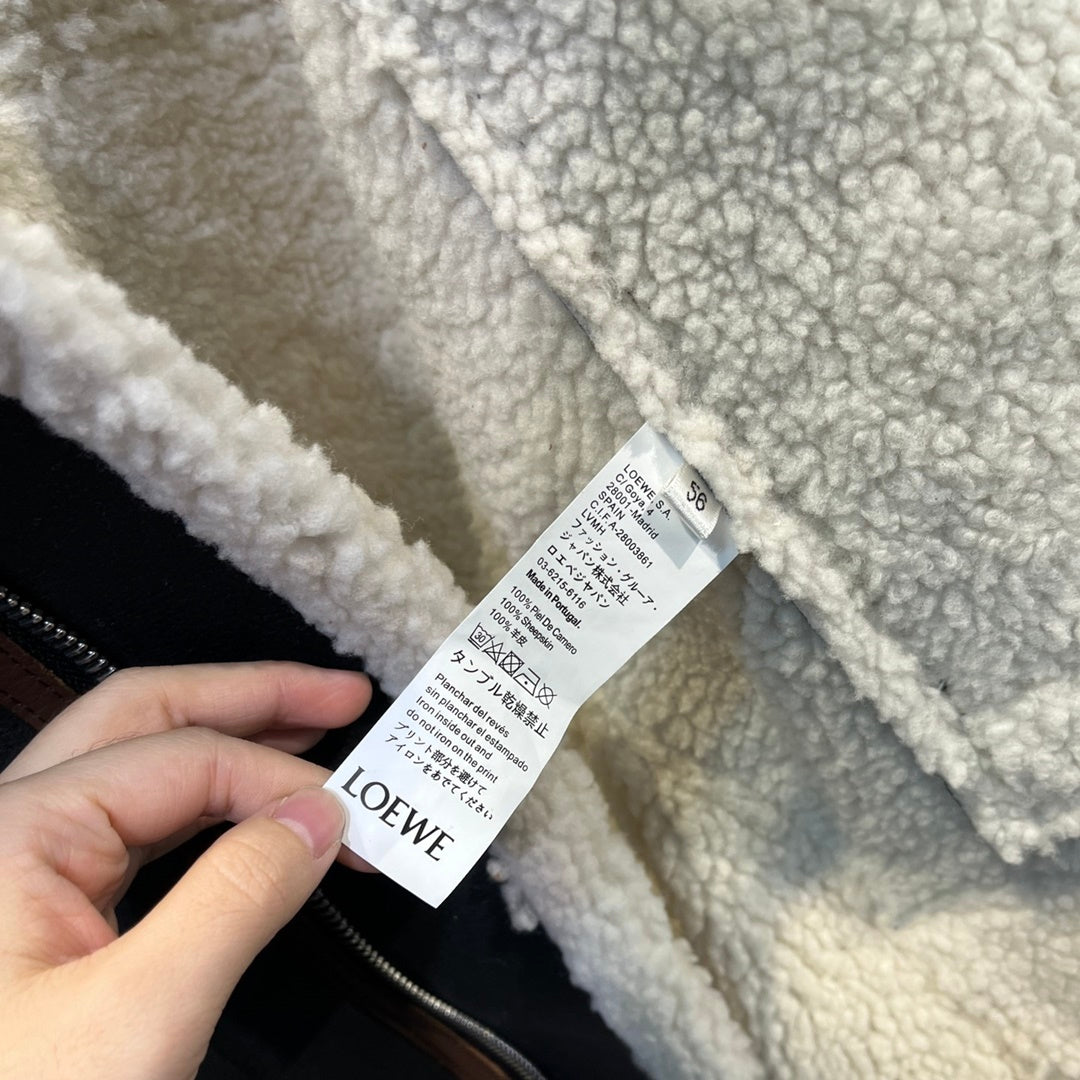 56
LOEWE, S.A.
C/Goya, 4
28001-Madrid
SPAIN
C.I.F.A-28003861
LVMH
ファッション・グループ・
ジャパン株式会社
ロエベジャパン
03-6215-6116
Made in Portugal.
100% Piel De Carnero
100% Sheepskin
100% 羊皮
30
タンブル乾燥禁止
Planchar del revés
sin planchar el estampado
Iron inside out and
do not iron on the print
プリント部分を避けて
アイロンをあててください
LOEWE